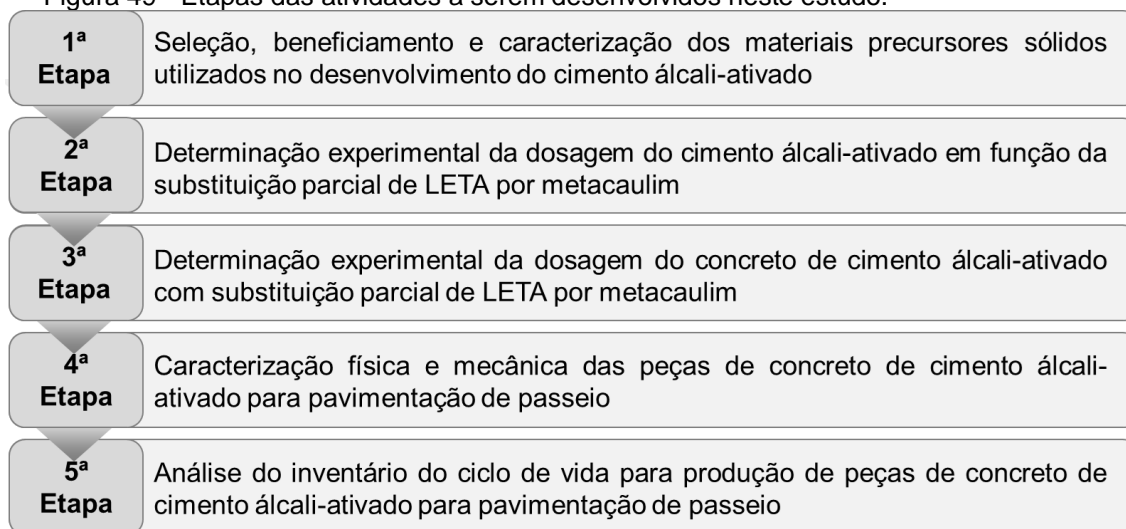 Figura 49 - Etapas das atividades a serem desenvolvidos neste estudo.
1ª
Etapa
Seleção, beneficiamento e caracterização dos materiais precursores sólidos
utilizados no desenvolvimento do cimento álcali-ativado
2ª
Etapa
Determinação experimental da dosagem do cimento álcali-ativado em função da
substituição parcial de LETA por metacaulim
3ª
Etapa
Determinação experimental da dosagem do concreto de cimento álcali-ativado
com substituição parcial de LETA por metacaulim
4ª
Etapa
Caracterização física e mecânica das peças de concreto de cimento álcali-
ativado para pavimentação de passeio
5ª
Etapa
Análise do inventário do ciclo de vida para produção de peças de concreto de
cimento álcali-ativado para pavimentação de passeio